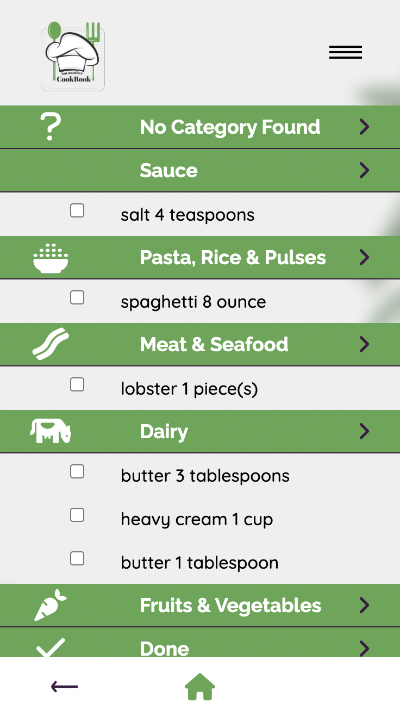 CookBook
No Category Found
Sauce
salt 4 teaspoons
Pasta, Rice & Pulses
spaghetti 8 ounce
Meat & Seafood
lobster 1 piece(s)
Dairy
butter 3 tablespoons
heavy cream 1 cup
butter 1 tablespoon
Fruits & Vegetables
Done